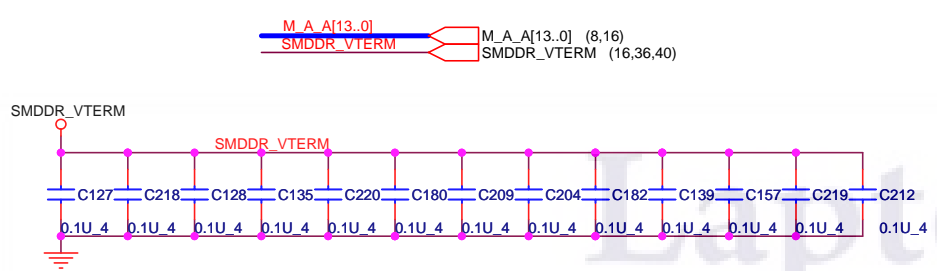 M_A_A[13..0]
M_A_A[13..0] (8,16)
SMDDR_VTERM
SMDDR_VTERM (16,36,40)
SMDDR_VTERM
SMDDR_VTERM
C127 C218 C128 C135 C220 C180 C209 C204 C182 C139 C157 C219 C212
0.1U_4 0.1U_4 0.1U_4 0.1U_4 0.1U_4 0.1U_4 0.1U_4 0.1U_4 0.1U_4 0.1U_4 0.1U_4 0.1U_4 0.1U_4
Lapt